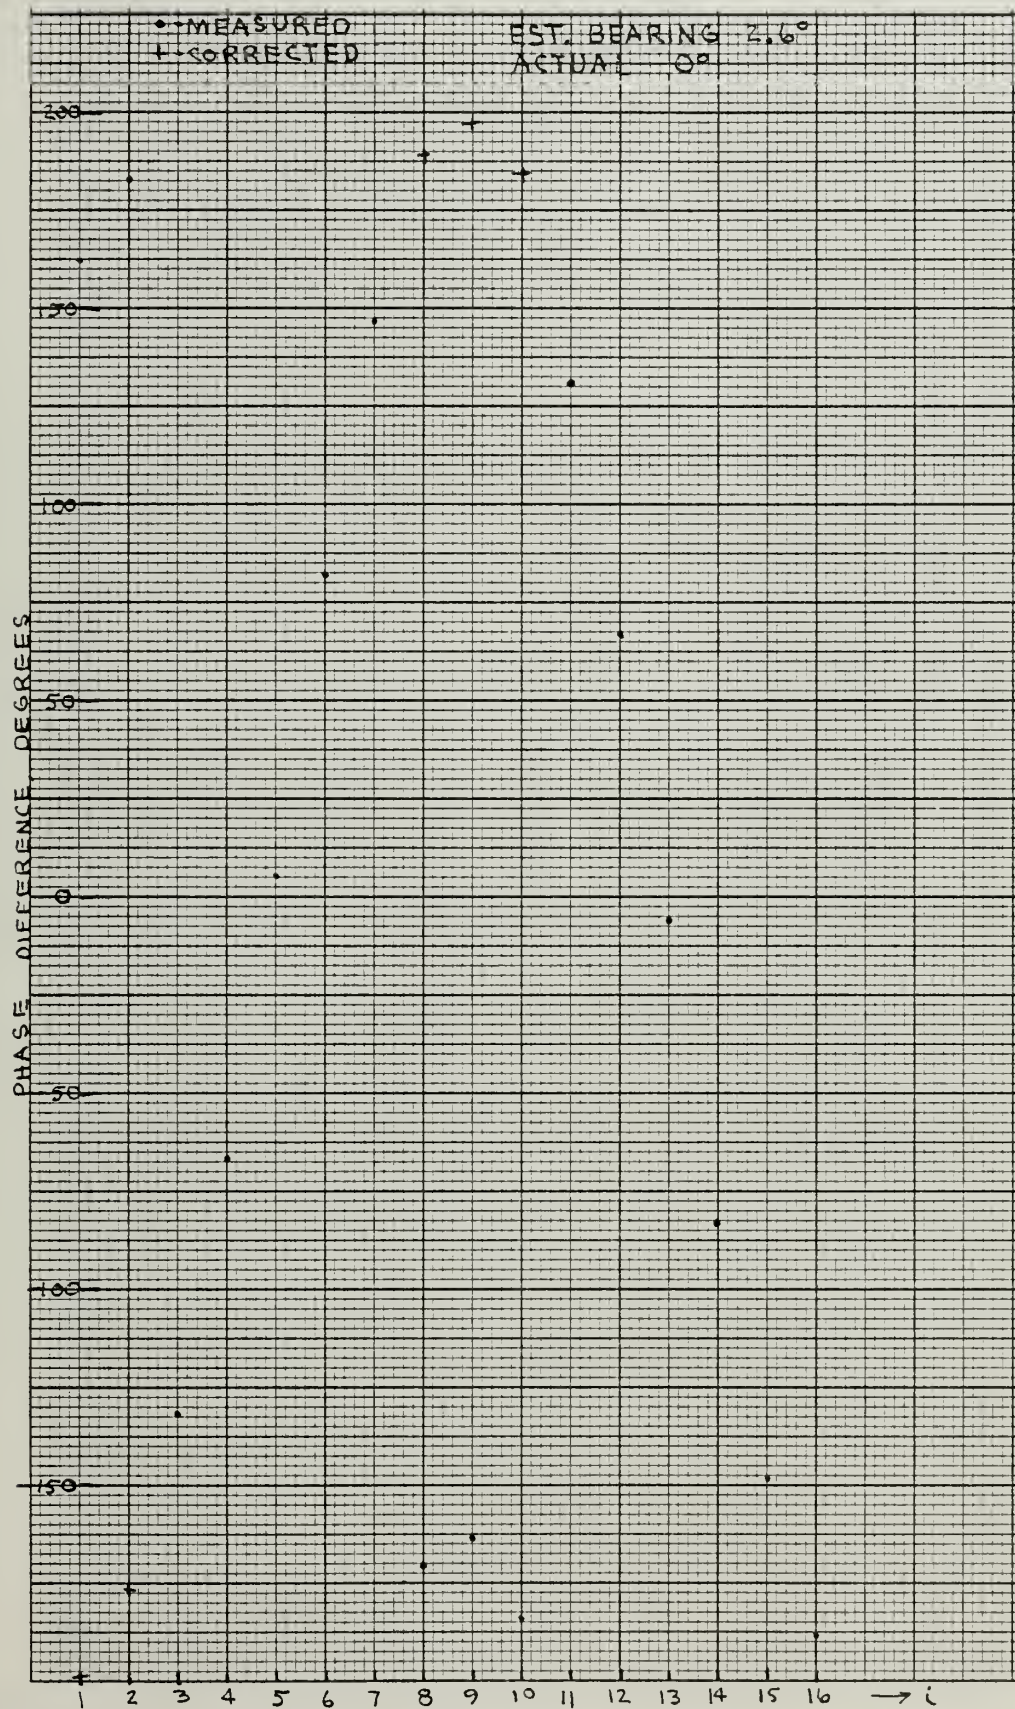 •-MEASURED
+-CORRECTED
EST. BEARING 2.6°
ACTUAL 0°
200
150
100
50
0
-50
-100
-150
PHASE DIFFERENCE DEGREES
1 2 3 4 5 6 7 8 9 10 11 12 13 14 15 16 → i